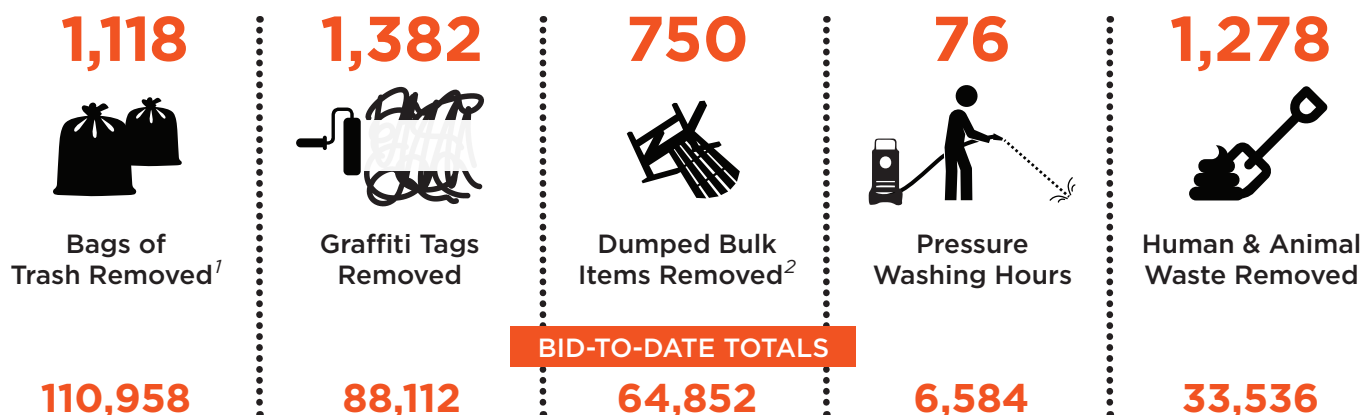 1,118
1,382
750
76
1,278
Bags of
Trash Removed1
Graffiti Tags
Removed
Dumped Bulk
Items Removed2
Pressure
Washing Hours
Human & Animal
Waste Removed
BID-TO-DATE TOTALS
110,958
88,112
64,852
6,584
33,536